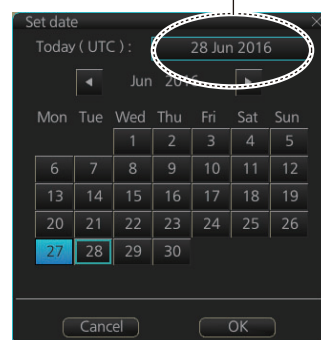 Set date
Today ( UTC ) : 28 Jun 2016
Jun 2016
Mon Tue Wed Thu Fri Sat Sun
1 2 3 4 5
6 7 8 9 10 11 12
13 14 15 16 17 18 19
20 21 22 23 24 25 26
27 28 29 30
Cancel OK